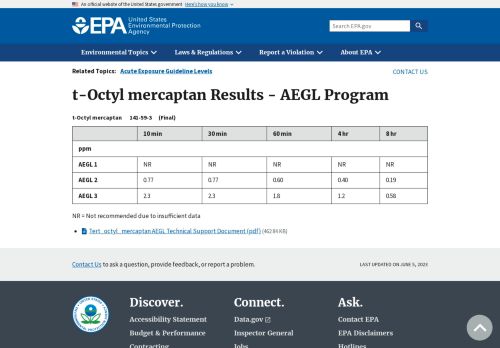 An official website of the United States government Here's how you know
EPA United States
Environmental Protection
Agency
Search EPA.gov
Environmental Topics Laws & Regulations Report a Violation About EPA
Related Topics: Acute Exposure Guideline Levels CONTACT US
t-Octyl mercaptan Results - AEGL Program
t-Octyl mercaptan 141-59-3 (Final)
10 min 30 min 60 min 4 hr 8 hr
ppm
AEGL 1 NR NR NR NR NR
AEGL 2 0.77 0.77 0.60 0.40 0.19
AEGL 3 2.3 2.3 1.8 1.2 0.58
NR = Not recommended due to insufficient data
Tert_octyl_mercaptan AEGL Technical Support Document (pdf) (462.84 KB)
Contact Us to ask a question, provide feedback, or report a problem. LAST UPDATED ON JUNE 5, 2023
Discover. Connect. Ask.
Accessibility Statement Data.gov Contact EPA
Budget & Performance Inspector General EPA Disclaimers
Contracting Jobs Hotlines